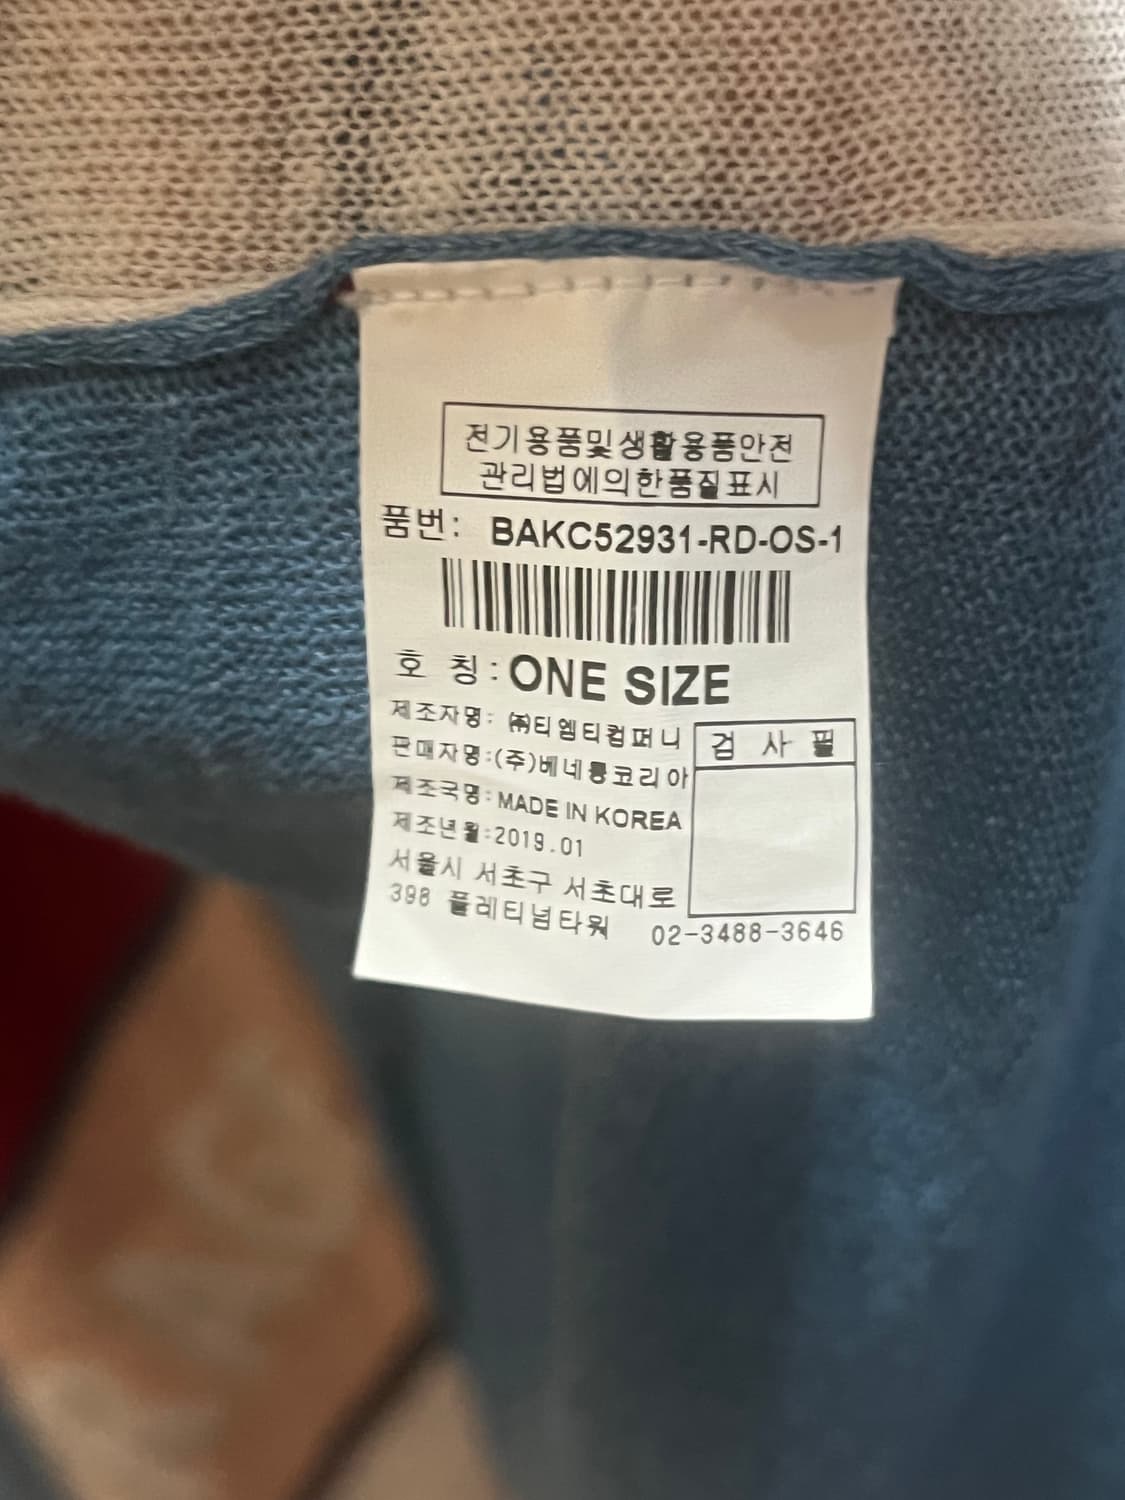 전기용품및생활용품안전
관리법에의한품질표시
품번: BAKC52931-RD-OS-1
호 칭: ONE SIZE
제조자명: ㈜티엠티컴퍼니
판매자명:(주)베네통코리아
제조국명: MADE IN KOREA
제조년월:2019.01
서울시 서초구 서초대로
398 플레티넘타워 02-3488-3646
검 사 필